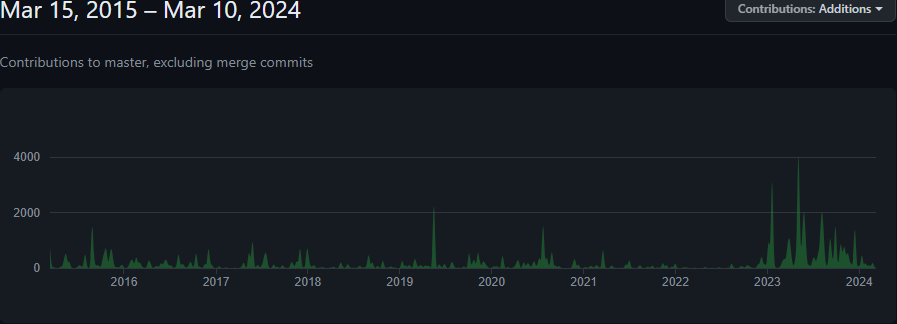 Mar 15, 2015 – Mar 10, 2024
Contributions: Additions
Contributions to master, excluding merge commits
4000
2000
0
2016 2017 2018 2019 2020 2021 2022 2023 2024